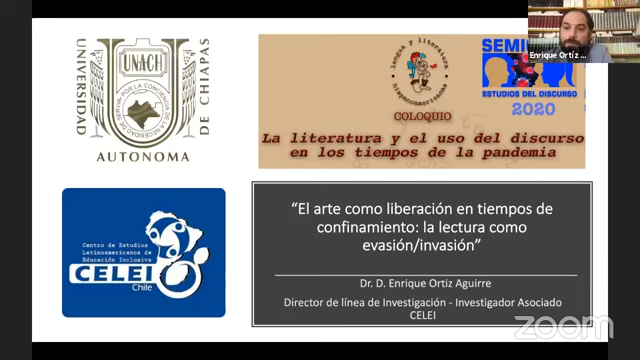 UNIVERSIDAD
UNACH
POR LA CONCIENCIA DE LA NECESIDAD DE SERVIR
DE CHIAPAS
AUTONOMA
lengua y literatura
hispanoamericanas
COLOQUIO
La literatura y el uso del discurso
en los tiempos de la pandemia
SEMI
ESTUDIOS DEL DISCURSO
2020
Enrique Ortíz
Centro de Estudios
Latinoamericanos de
Educación Inclusiva
CELEI
Chile
“El arte como liberación en tiempos de
confinamiento: la lectura como
evasión/invasión”
Dr. D. Enrique Ortiz Aguirre
Director de línea de Investigación - Investigador Asociado
CELEI
zoom